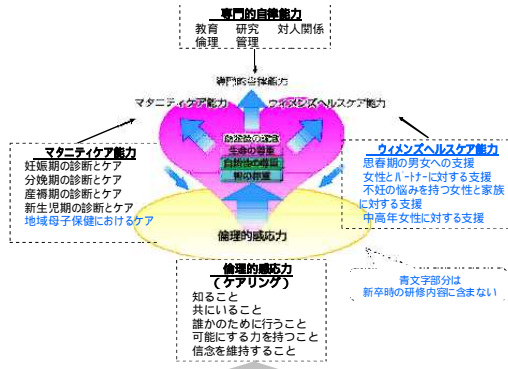 専門的自律能力
教育 研究 対人関係
倫理 管理
専門的自律能力
マタニティケア能力 ウィメンズヘルスケア能力
生命の尊重
自然性の尊重
智の尊重
倫理的感応力
マタニティケア能力
妊娠期の診断とケア
分娩期の診断とケア
産褥期の診断とケア
新生児期の診断とケア
地域母子保健におけるケア
ウィメンズヘルスケア能力
思春期の男女への支援
女性とパートナーに対する支援
不妊の悩みを持つ女性と家族
に対する支援
中高年女性に対する支援
倫理的感応力
(ケアリング)
知ること
共にいること
誰かのために行うこと
可能にする力を持つこと
信念を維持すること
青文字部分は
新卒時の研修内容に含まない